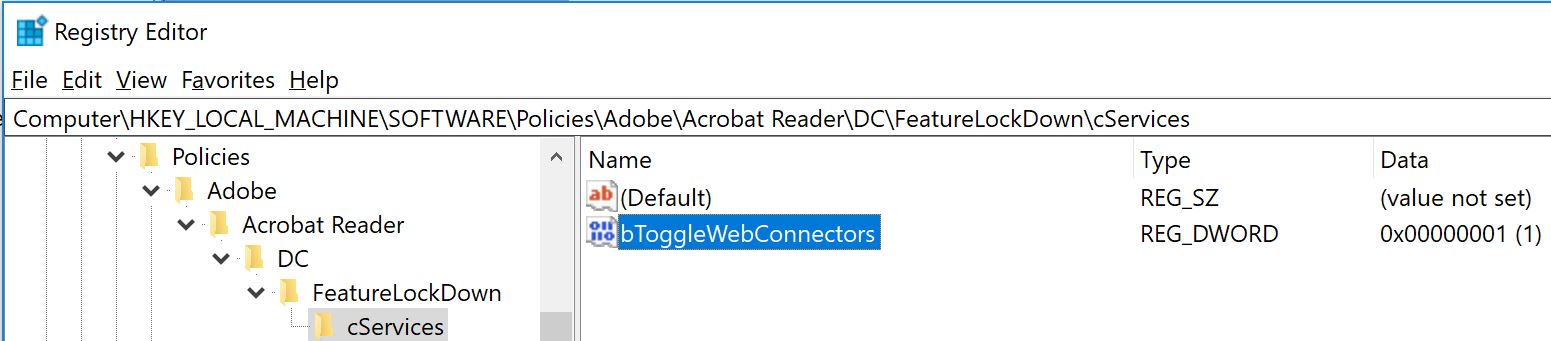 Registry Editor
File Edit View Favorites Help
Computer\HKEY_LOCAL_MACHINE\SOFTWARE\Policies\Adobe\Acrobat Reader\DC\FeatureLockDown\cServices
Policies
Adobe
Acrobat Reader
DC
FeatureLockDown
cServices
Name Type Data
(Default) REG_SZ (value not set)
bToggleWebConnectors REG_DWORD 0x00000001 (1)